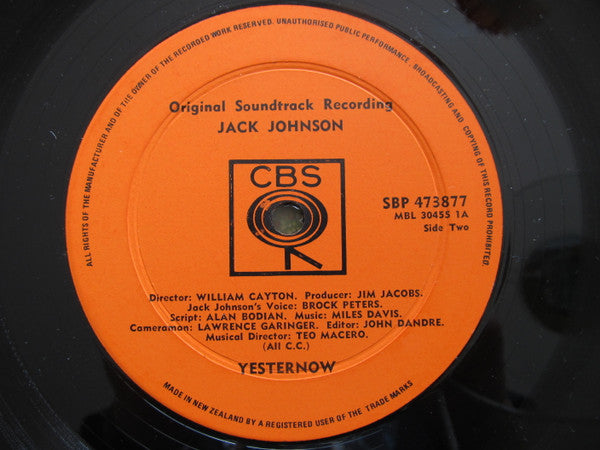 ALL RIGHTS OF THE MANUFACTURER AND OF THE OWNER OF THE RECORDED WORK RESERVED. UNAUTHORISED PUBLIC PERFORMANCE, BROADCASTING AND COPYING OF THIS RECORD PROHIBITED.
Original Soundtrack Recording
JACK JOHNSON
CBS
SBP 473877
MBL 30455 1A
Side Two
Director: WILLIAM CAYTON. Producer: JIM JACOBS.
Jack Johnson's Voice: BROCK PETERS.
Script: ALAN BODIAN. Music: MILES DAVIS.
Cameramon: LAWRENCE GARINGER. Editor: JOHN DANDRE.
Musical Director: TEO MACERO.
(All C.C.)
YESTERNOW
MADE IN NEW ZEALAND BY A REGISTERED USER OF THE TRADE MARKS